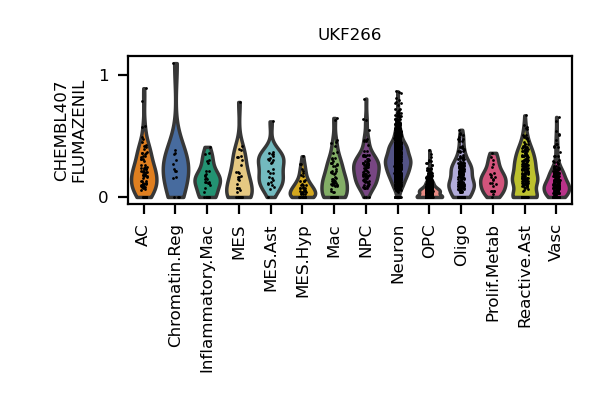 UKF266
CHEMBL407
FLUMAZENIL
1
0
AC
Chromatin.Reg
Inflammatory.Mac
MES
MES.Ast
MES.Hyp
Mac
NPC
Neuron
OPC
Oligo
Prolif.Metab
Reactive.Ast
Vasc